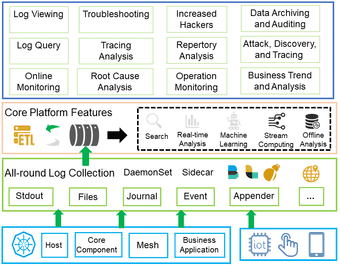 Log Viewing
Troubleshooting
Increased
Hackers
Data Archiving
and Auditing
Log Query
Tracing
Analysis
Repertory
Analysis
Attack, Discovery,
and Tracing
Online
Monitoring
Root Cause
Analysis
Operation
Monitoring
Business Trend
and Analysis
Core Platform Features
ETL
Search
Real-time
Analysis
Machine
Learning
Stream
Computing
Offline
Analysis
All-round Log Collection
DaemonSet
Sidecar
Stdout
Files
Journal
Event
Appender
...
Host
Core
Component
Mesh
Business
Application
iot